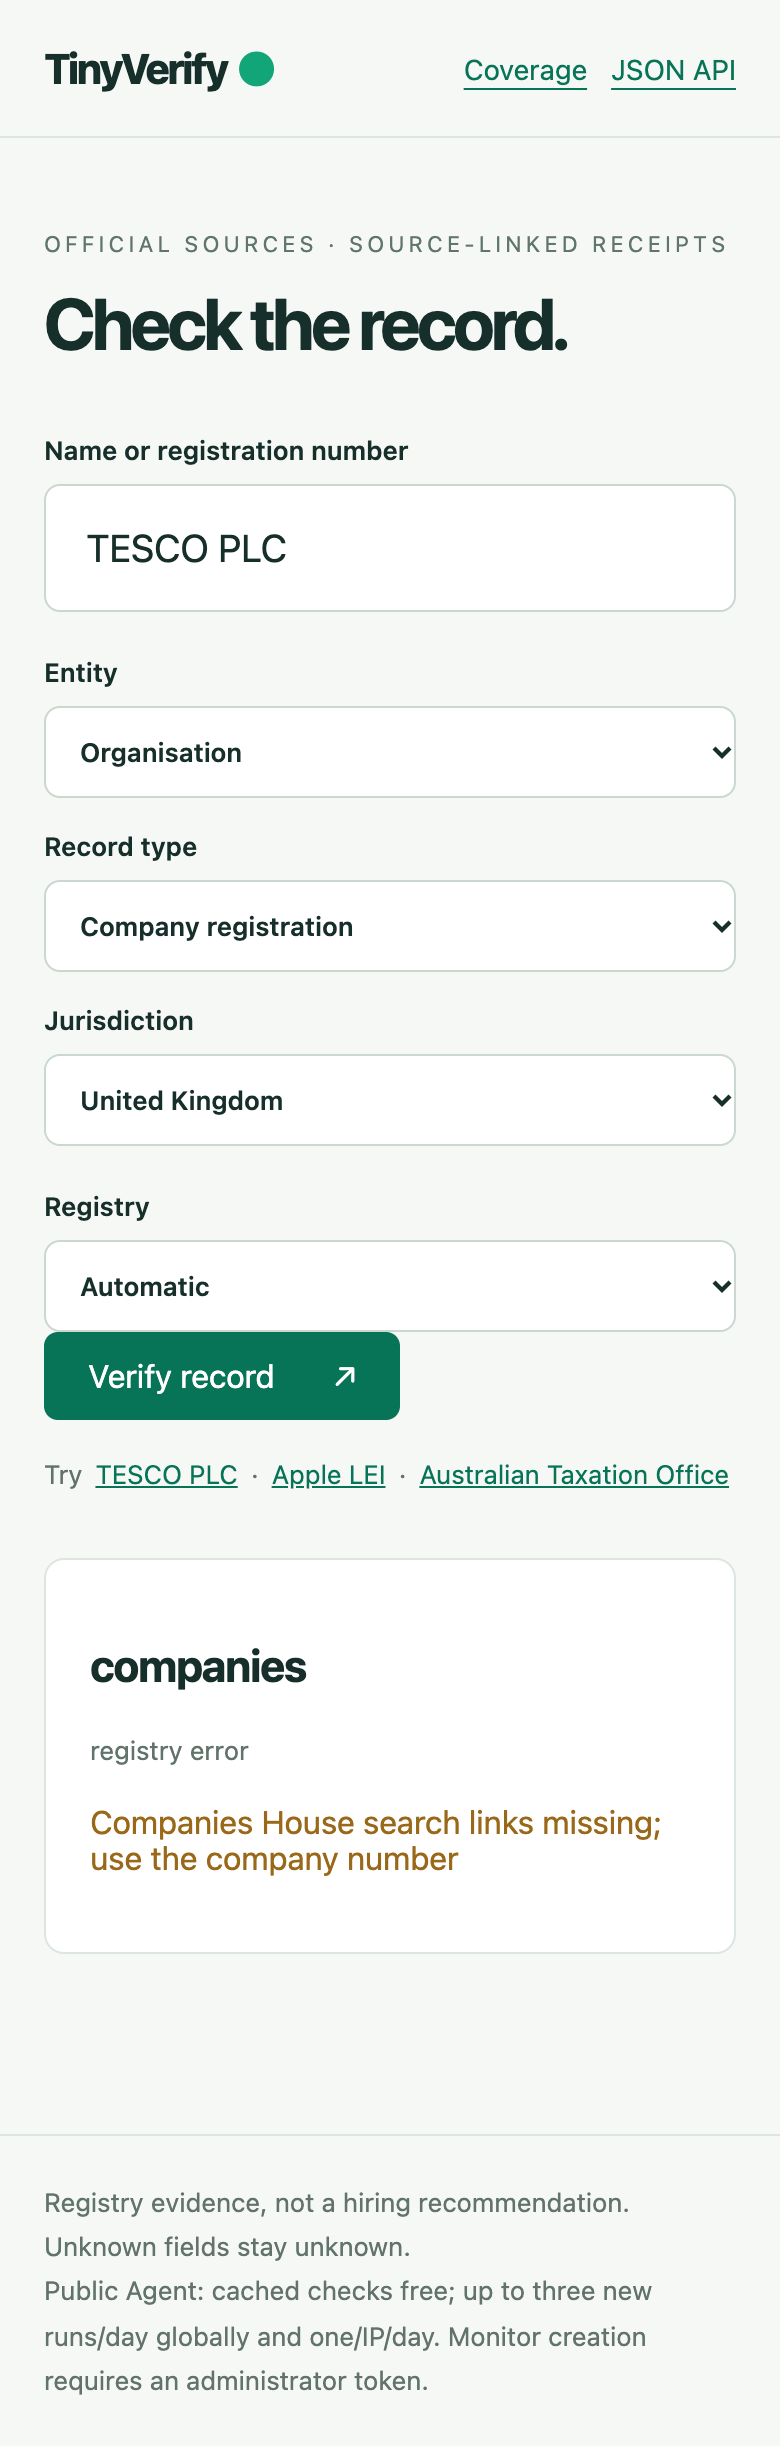 TinyVerify
Coverage JSON API
OFFICIAL SOURCES · SOURCE-LINKED RECEIPTS
Check the record.
Name or registration number
TESCO PLC
Entity
Organisation
Record type
Company registration
Jurisdiction
United Kingdom
Registry
Automatic
Verify record ↗
Try TESCO PLC · Apple LEI · Australian Taxation Office
companies
registry error
Companies House search links missing;
use the company number
Registry evidence, not a hiring recommendation.
Unknown fields stay unknown.
Public Agent: cached checks free; up to three new
runs/day globally and one/IP/day. Monitor creation
requires an administrator token.